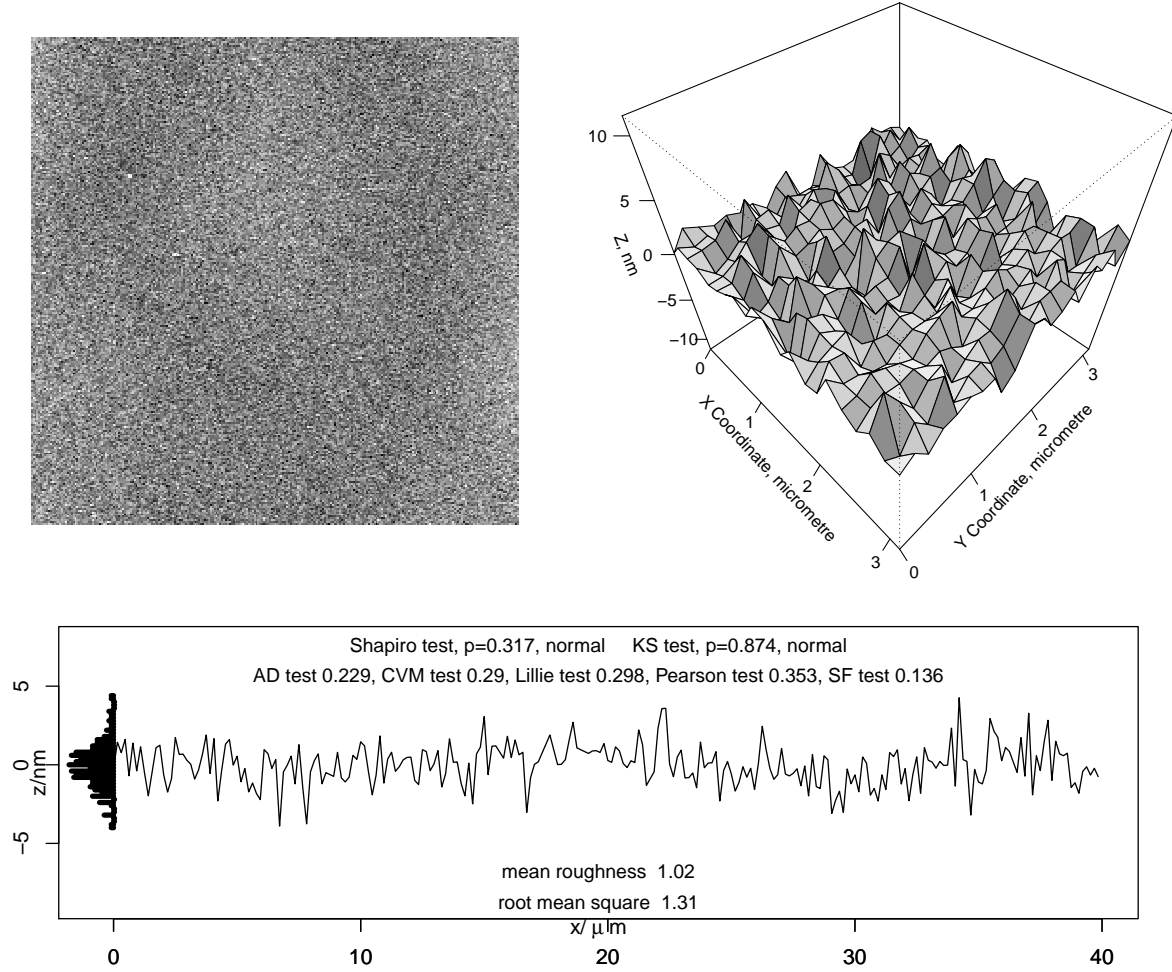 10
5
0
−5
−10
Z, nm
0
1
2
3
X Coordinate, micrometre
0
1
2
3
Y Coordinate, micrometre
Shapiro test, p=0.317, normal KS test, p=0.874, normal
AD test 0.229, CVM test 0.29, Lillie test 0.298, Pearson test 0.353, SF test 0.136
5
0
−5
z/nm
mean roughness 1.02
root mean square 1.31
x/ μm
0 10 20 30 40